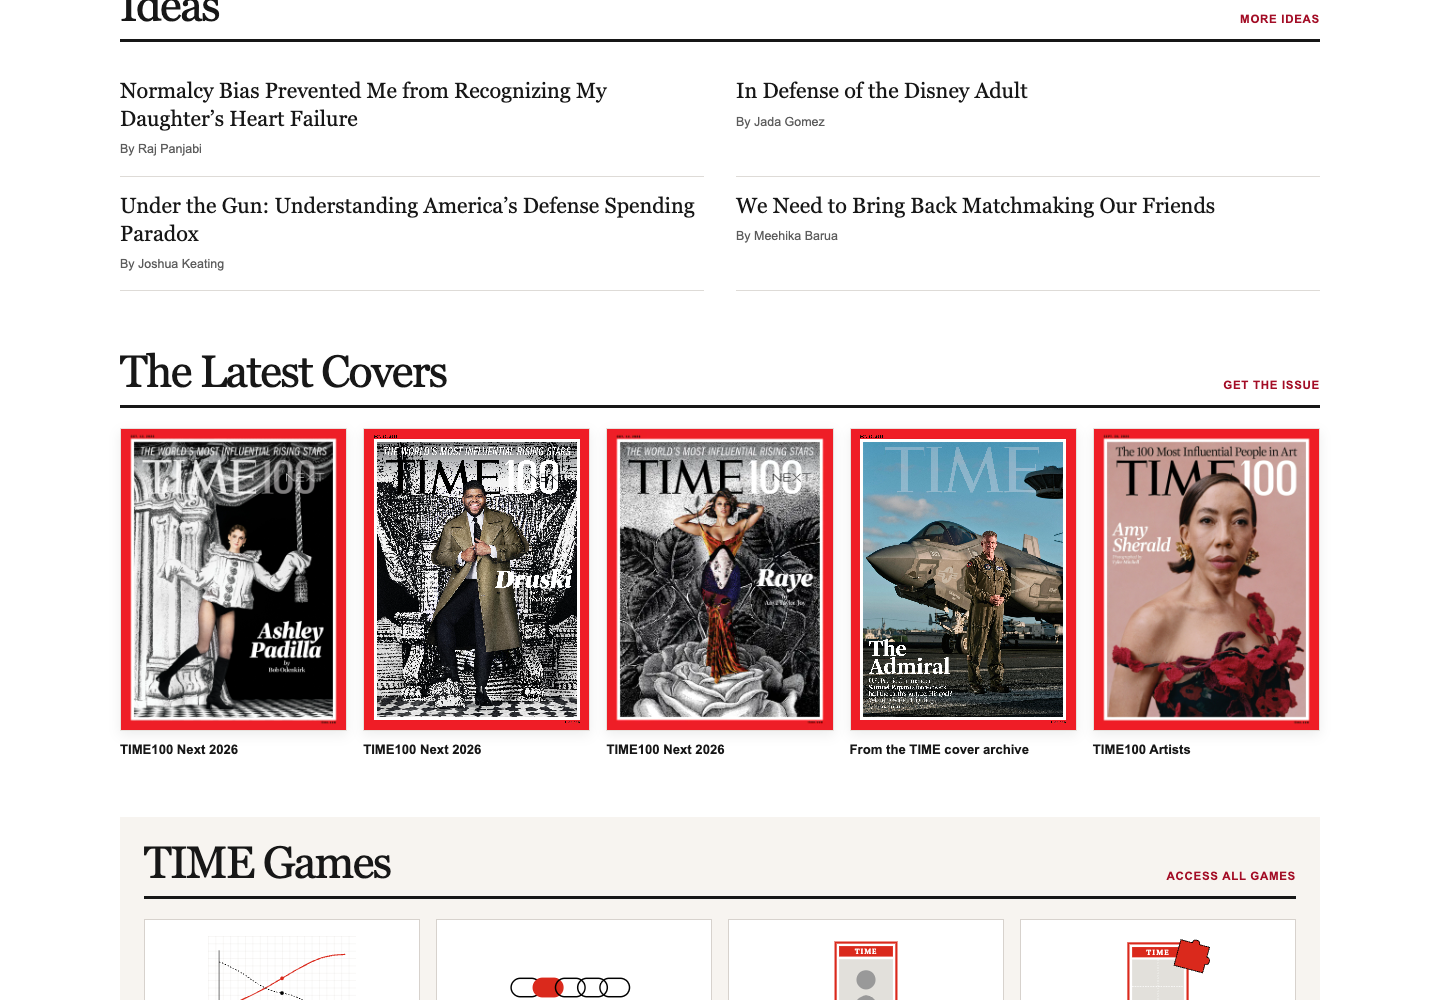 Ideas
MORE IDEAS
Normalcy Bias Prevented Me from Recognizing My
Daughter’s Heart Failure
By Raj Panjabi
In Defense of the Disney Adult
By Jada Gomez
Under the Gun: Understanding America’s Defense Spending
Paradox
By Joshua Keating
We Need to Bring Back Matchmaking Our Friends
By Meehika Barua
The Latest Covers
GET THE ISSUE
THE WORLD'S MOST INFLUENTIAL RISING STARS
TIME100
NEXT
Ashley
Padilla
by
Bob Odenkirk
THE WORLD'S MOST INFLUENTIAL RISING STARS
TIME100
Druski
THE WORLD'S MOST INFLUENTIAL RISING STARS
TIME100
NEXT
Raye
TIME
The
Admiral
The 100 Most Influential People in Art
TIME100
Amy
Sherald
TIME100 Next 2026
TIME100 Next 2026
TIME100 Next 2026
From the TIME cover archive
TIME100 Artists
TIME Games
ACCESS ALL GAMES
TIME
TIME